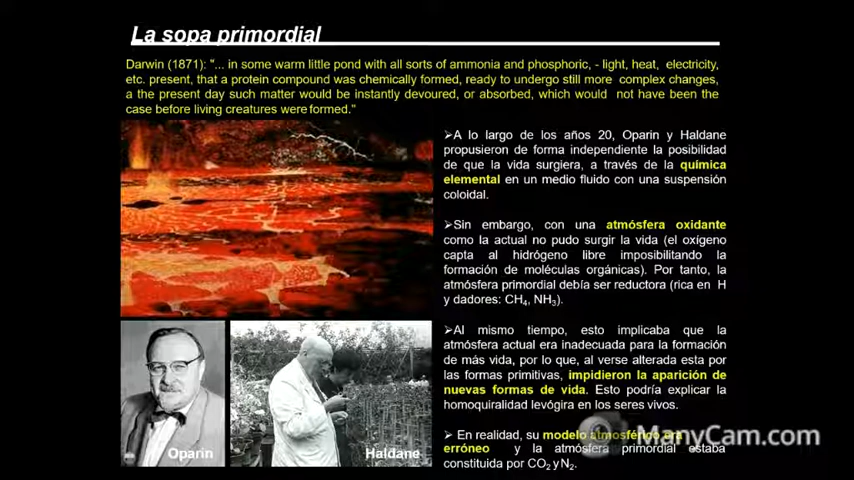 La sopa primordial
Darwin (1871): "... in some warm little pond with all sorts of ammonia and phosphoric, - light, heat, electricity,
etc. present, that a protein compound was chemically formed, ready to undergo still more complex changes,
a the present day such matter would be instantly devoured, or absorbed, which would not have been the
case before living creatures were formed."
➢A lo largo de los años 20, Oparin y Haldane
propusieron de forma independiente la posibilidad
de que la vida surgiera, a través de la química
elemental en un medio fluido con una suspensión
coloidal.
➢Sin embargo, con una atmósfera oxidante
como la actual no pudo surgir la vida (el oxígeno
capta al hidrógeno libre imposibilitando la
formación de moléculas orgánicas). Por tanto, la
atmósfera primordial debía ser reductora (rica en H
y dadores: CH₄, NH₃).
➢Al mismo tiempo, esto implicaba que la
atmósfera actual era inadecuada para la formación
de más vida, por lo que, al verse alterada esta por
las formas primitivas, impidieron la aparición de
nuevas formas de vida. Esto podría explicar la
homoquiralidad levógira en los seres vivos.
➢ En realidad, su modelo atmosférico era
erróneo y la atmósfera primordial estaba
constituida por CO₂ y N₂.
Oparin
Haldane
ManyCam.com